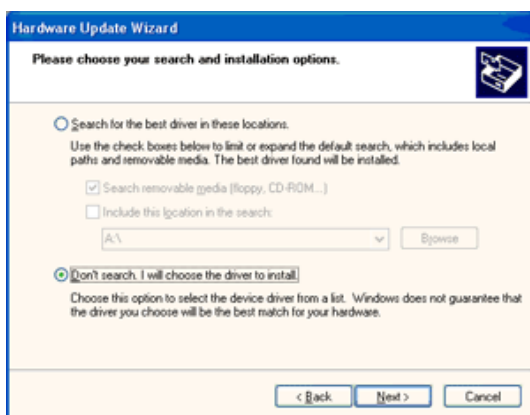 Hardware Update Wizard
Please choose your search and installation options.
Search for the best driver in these locations.
Use the check boxes below to limit or expand the default search, which includes local
paths and removable media. The best driver found will be installed.
Search removable media (floppy, CD-ROM...)
Include this location in the search:
A:\
Browse
Don't search. I will choose the driver to install.
Choose this option to select the device driver from a list. Windows does not guarantee that
the driver you choose will be the best match for your hardware.
< Back Next > Cancel